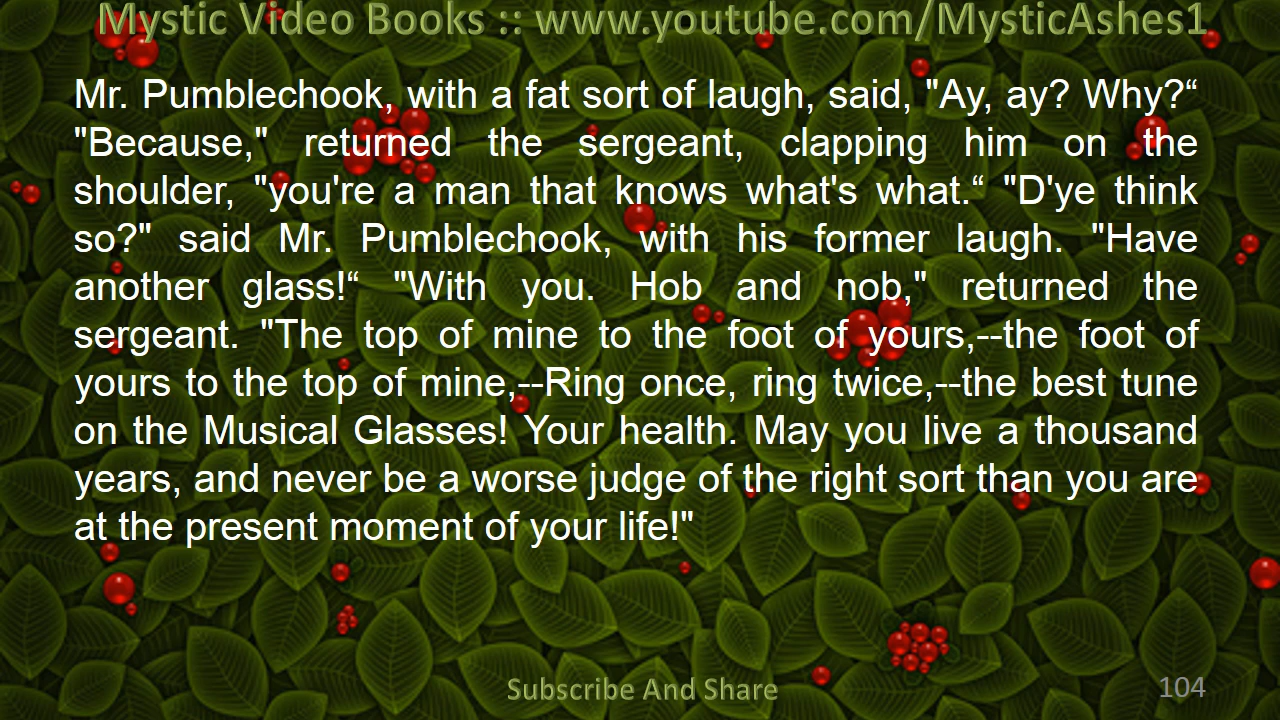 Mystic Video Books :: www.youtube.com/MysticAshes1
Mr. Pumblechook, with a fat sort of laugh, said, "Ay, ay? Why?“
"Because," returned the sergeant, clapping him on the
shoulder, "you're a man that knows what's what.“ "D'ye think
so?" said Mr. Pumblechook, with his former laugh. "Have
another glass!“ "With you. Hob and nob," returned the
sergeant. "The top of mine to the foot of yours,--the foot of
yours to the top of mine,--Ring once, ring twice,--the best tune
on the Musical Glasses! Your health. May you live a thousand
years, and never be a worse judge of the right sort than you are
at the present moment of your life!"
Subscribe And Share
104